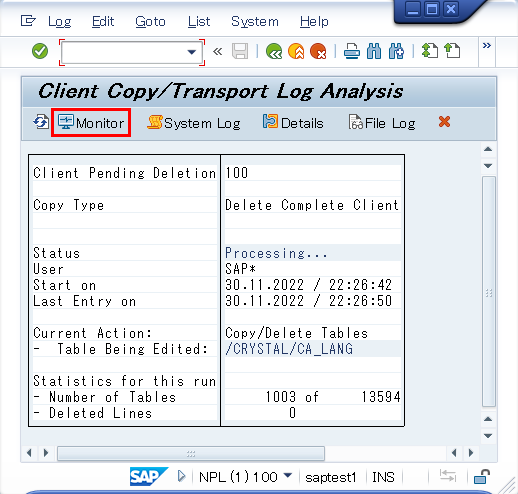 Log Edit Goto List System Help
«
»
Client Copy/Transport Log Analysis
Monitor System Log Details File Log
Client Pending Deletion 100
Copy Type Delete Complete Client
Status Processing...
User SAP*
Start on 30.11.2022 / 22:26:42
Last Entry on 30.11.2022 / 22:26:50
Current Action: Copy/Delete Tables
- Table Being Edited: /CRYSTAL/CA_LANG
Statistics for this run
- Number of Tables 1003 of 13594
- Deleted Lines 0
SAP NPL (1) 100 saptest1 INS